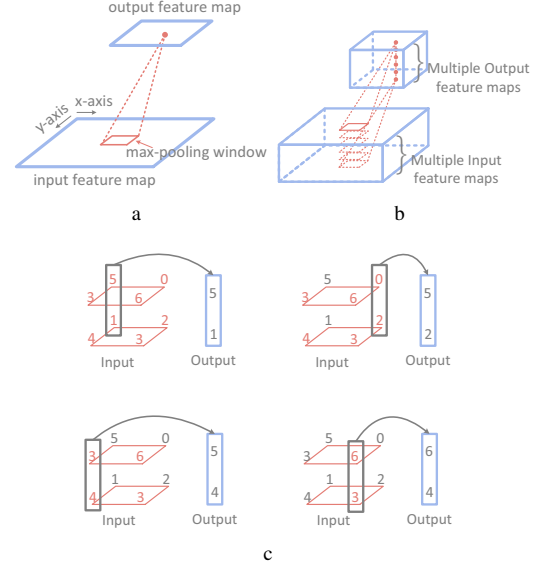 output feature map
x-axis
y-axis
max-pooling window
input feature map
a
Multiple Output
feature maps
Multiple Input
feature maps
b
5 0
3 6
1 2
4 3
5
1
Input Output
5 0
3 6
1 2
4 3
5
2
Input Output
5 0
3 6
1 2
4 3
5
4
Input Output
5 0
3 6
1 2
4 3
6
4
Input Output
c